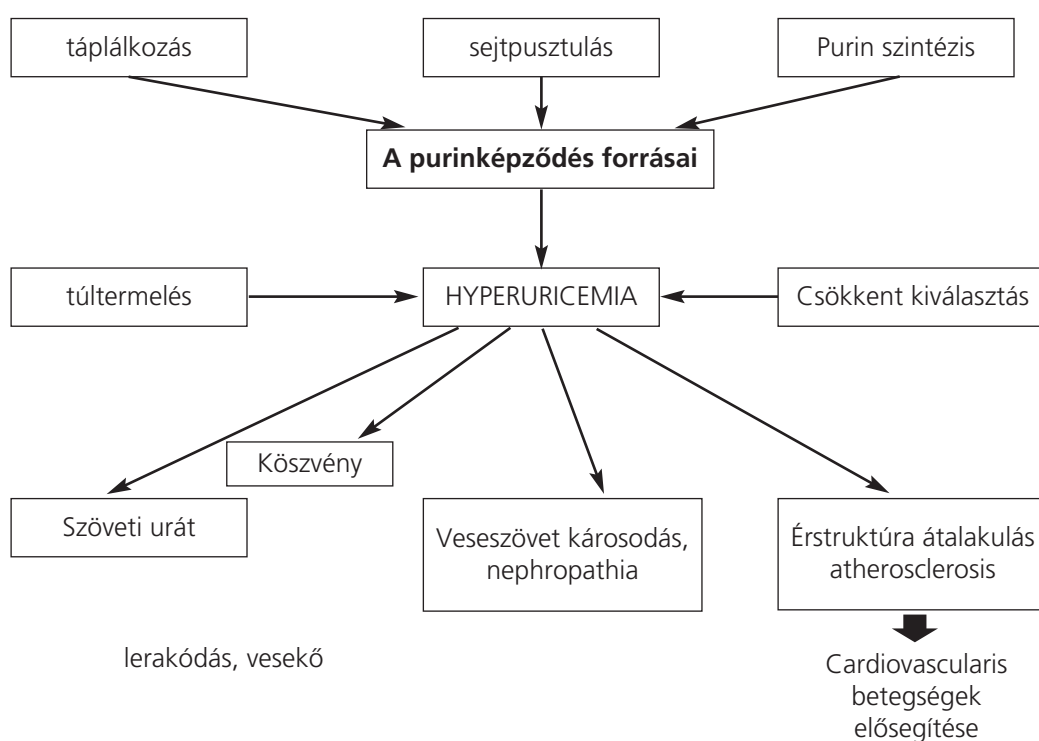 táplálkozás
sejtpusztulás
Purin szintézis
A purinképződés forrásai
túltermelés
HYPERURICEMIA
Csökkent kiválasztás
Köszvény
Szöveti urát
Veseszövet károsodás,
nephropathia
Érstruktúra átalakulás
atherosclerosis
lerakódás, vesekő
Cardiovascularis
betegségek
elősegítése